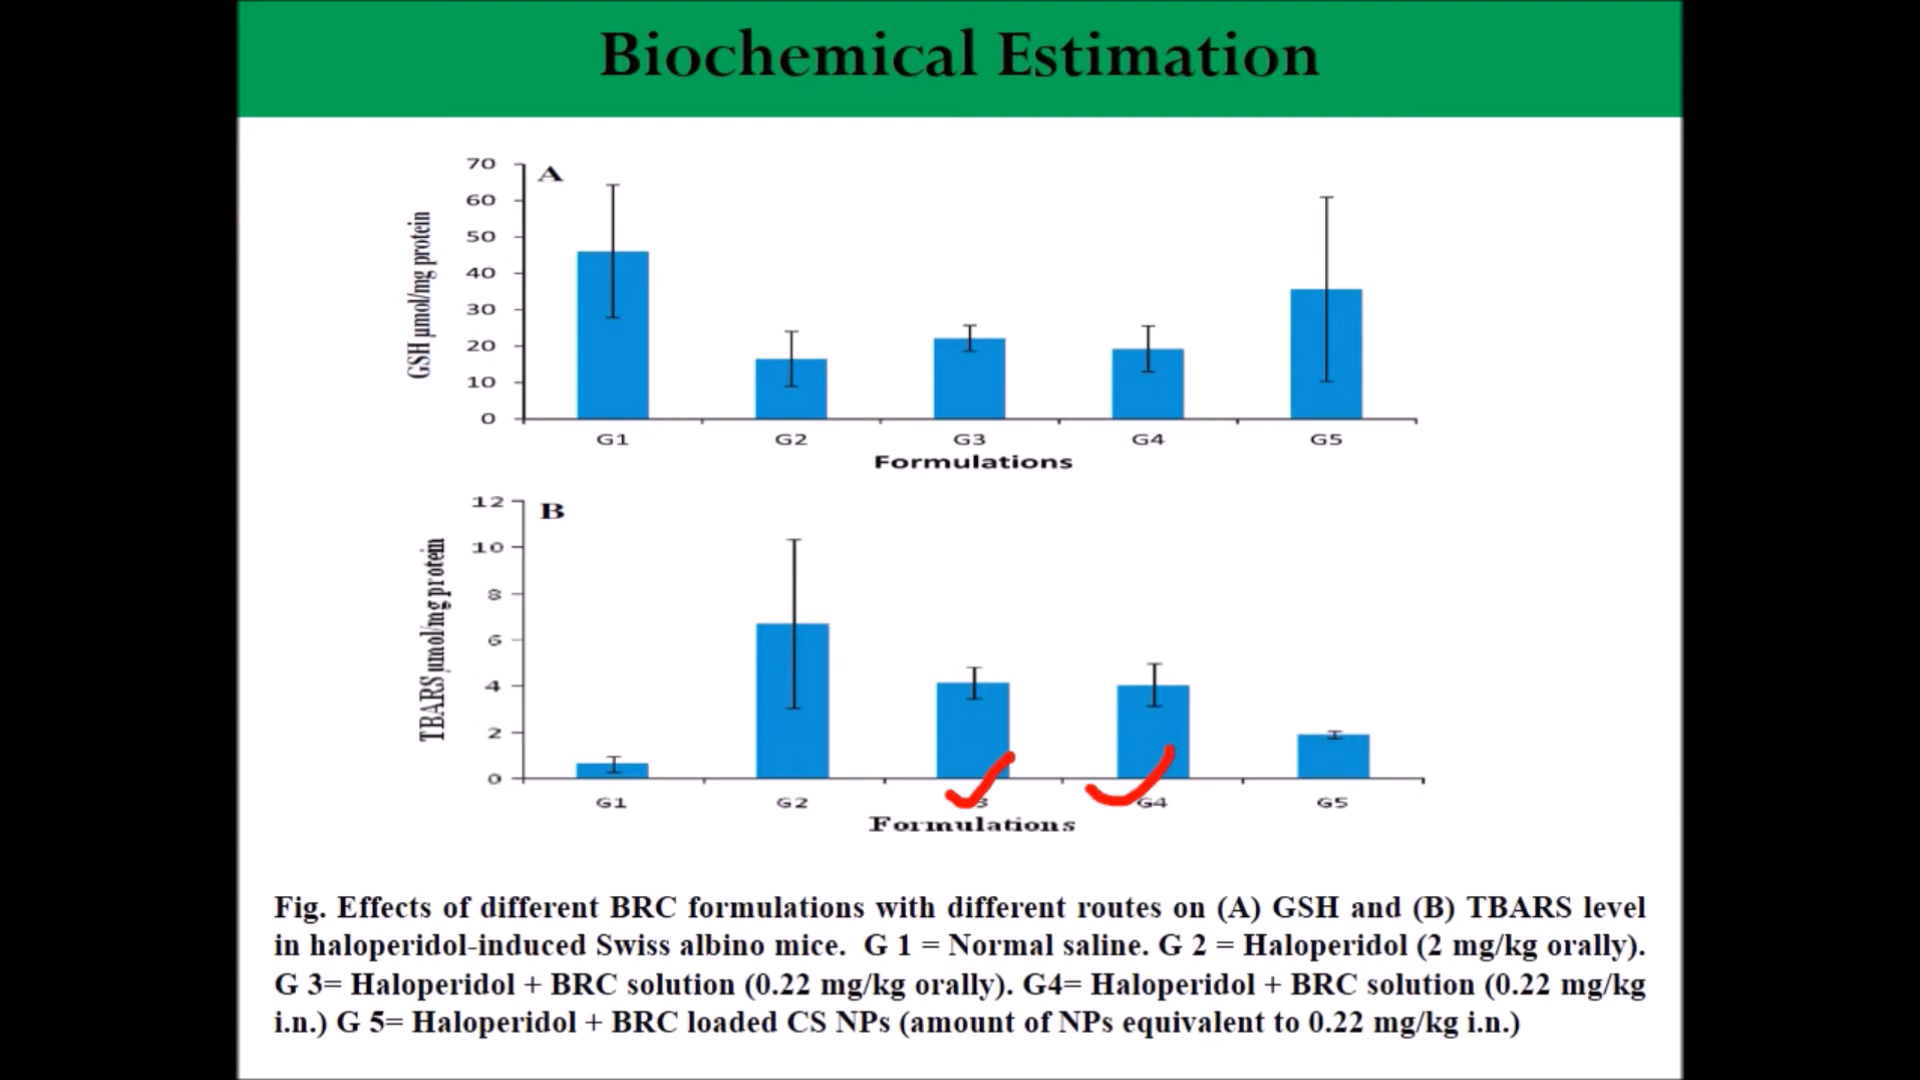 Biochemical Estimation
A
GSH µmol/mg protein
70
60
50
40
30
20
10
0
G1 G2 G3 G4 G5
Formulations
B
TBARS µmol/mg protein
12
10
8
6
4
2
0
G1 G2 3 G4 G5
Formulations
Fig. Effects of different BRC formulations with different routes on (A) GSH and (B) TBARS level
in haloperidol-induced Swiss albino mice. G 1 = Normal saline. G 2 = Haloperidol (2 mg/kg orally).
G 3= Haloperidol + BRC solution (0.22 mg/kg orally). G4= Haloperidol + BRC solution (0.22 mg/kg
i.n.) G 5= Haloperidol + BRC loaded CS NPs (amount of NPs equivalent to 0.22 mg/kg i.n.)